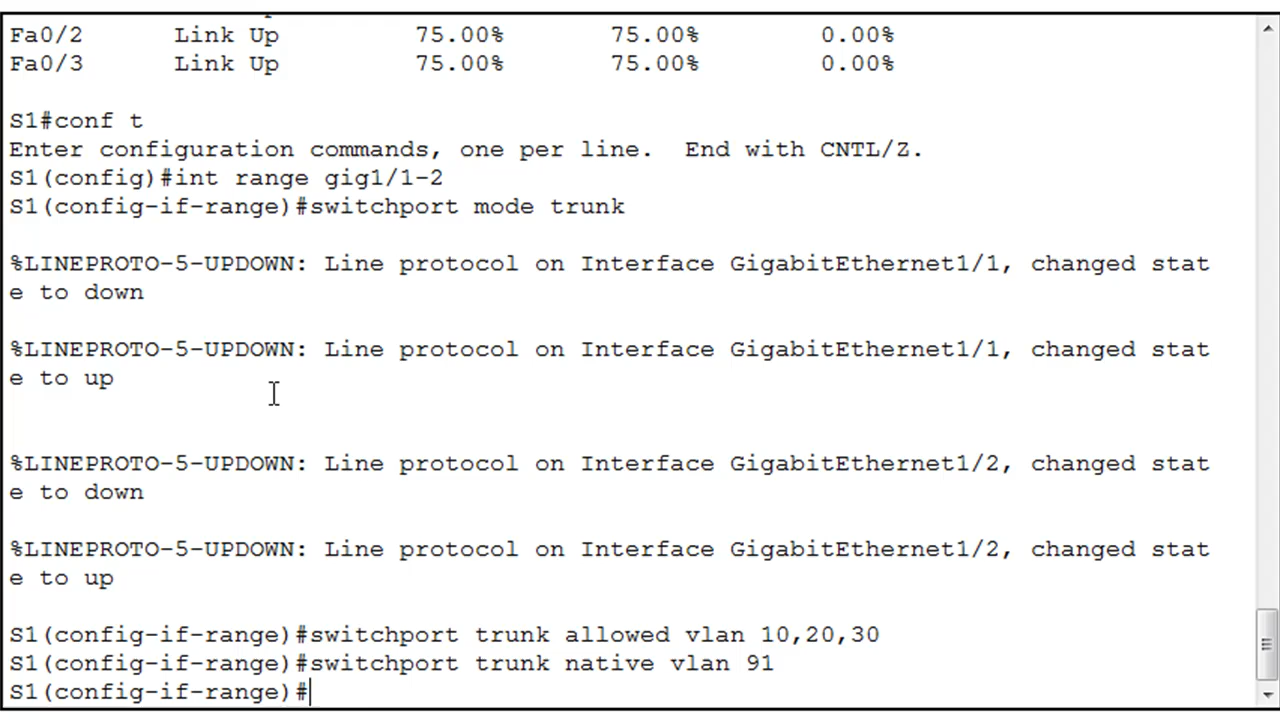 Fa0/2      Link Up         75.00%       75.00%        0.00%
Fa0/3      Link Up         75.00%       75.00%        0.00%
S1#conf t
Enter configuration commands, one per line.  End with CNTL/Z.
S1(config)#int range gig1/1-2
S1(config-if-range)#switchport mode trunk
%LINEPROTO-5-UPDOWN: Line protocol on Interface GigabitEthernet1/1, changed stat
e to down
%LINEPROTO-5-UPDOWN: Line protocol on Interface GigabitEthernet1/1, changed stat
e to up
%LINEPROTO-5-UPDOWN: Line protocol on Interface GigabitEthernet1/2, changed stat
e to down
%LINEPROTO-5-UPDOWN: Line protocol on Interface GigabitEthernet1/2, changed stat
e to up
S1(config-if-range)#switchport trunk allowed vlan 10,20,30
S1(config-if-range)#switchport trunk native vlan 91
S1(config-if-range)#